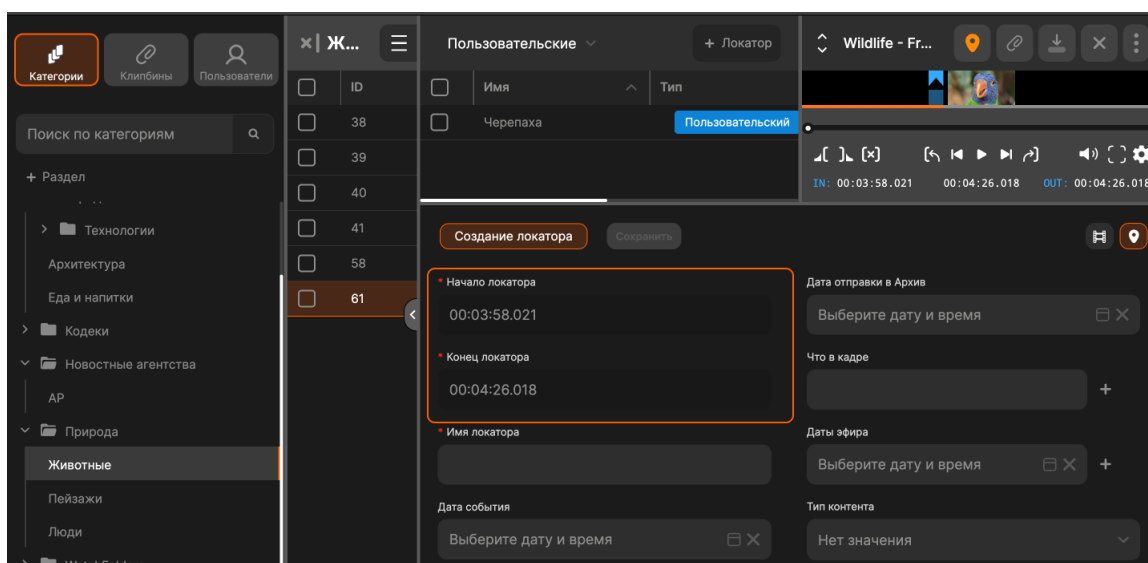 Категории
Клипбины
Пользователи
Поиск по категориям
+ Раздел
> Технологии
Архитектура
Еда и напитки
> Кодеки
Новостные агентства
AP
Природа
Животные
Пейзажи
Люди
×| Ж...
ID
38
39
40
41
58
61
Пользовательские
+ Локатор
Имя
Тип
Черепаха
Пользовательский
Wildlife - Fr...
IN: 00:03:58.021 00:04:26.018 OUT: 00:04:26.018
Создание локатора
Сохранить
* Начало локатора
00:03:58.021
* Конец локатора
00:04:26.018
* Имя локатора
Дата события
Выберите дату и время
Дата отправки в Архив
Выберите дату и время
Что в кадре
+
Даты эфира
Выберите дату и время
+
Тип контента
Нет значения